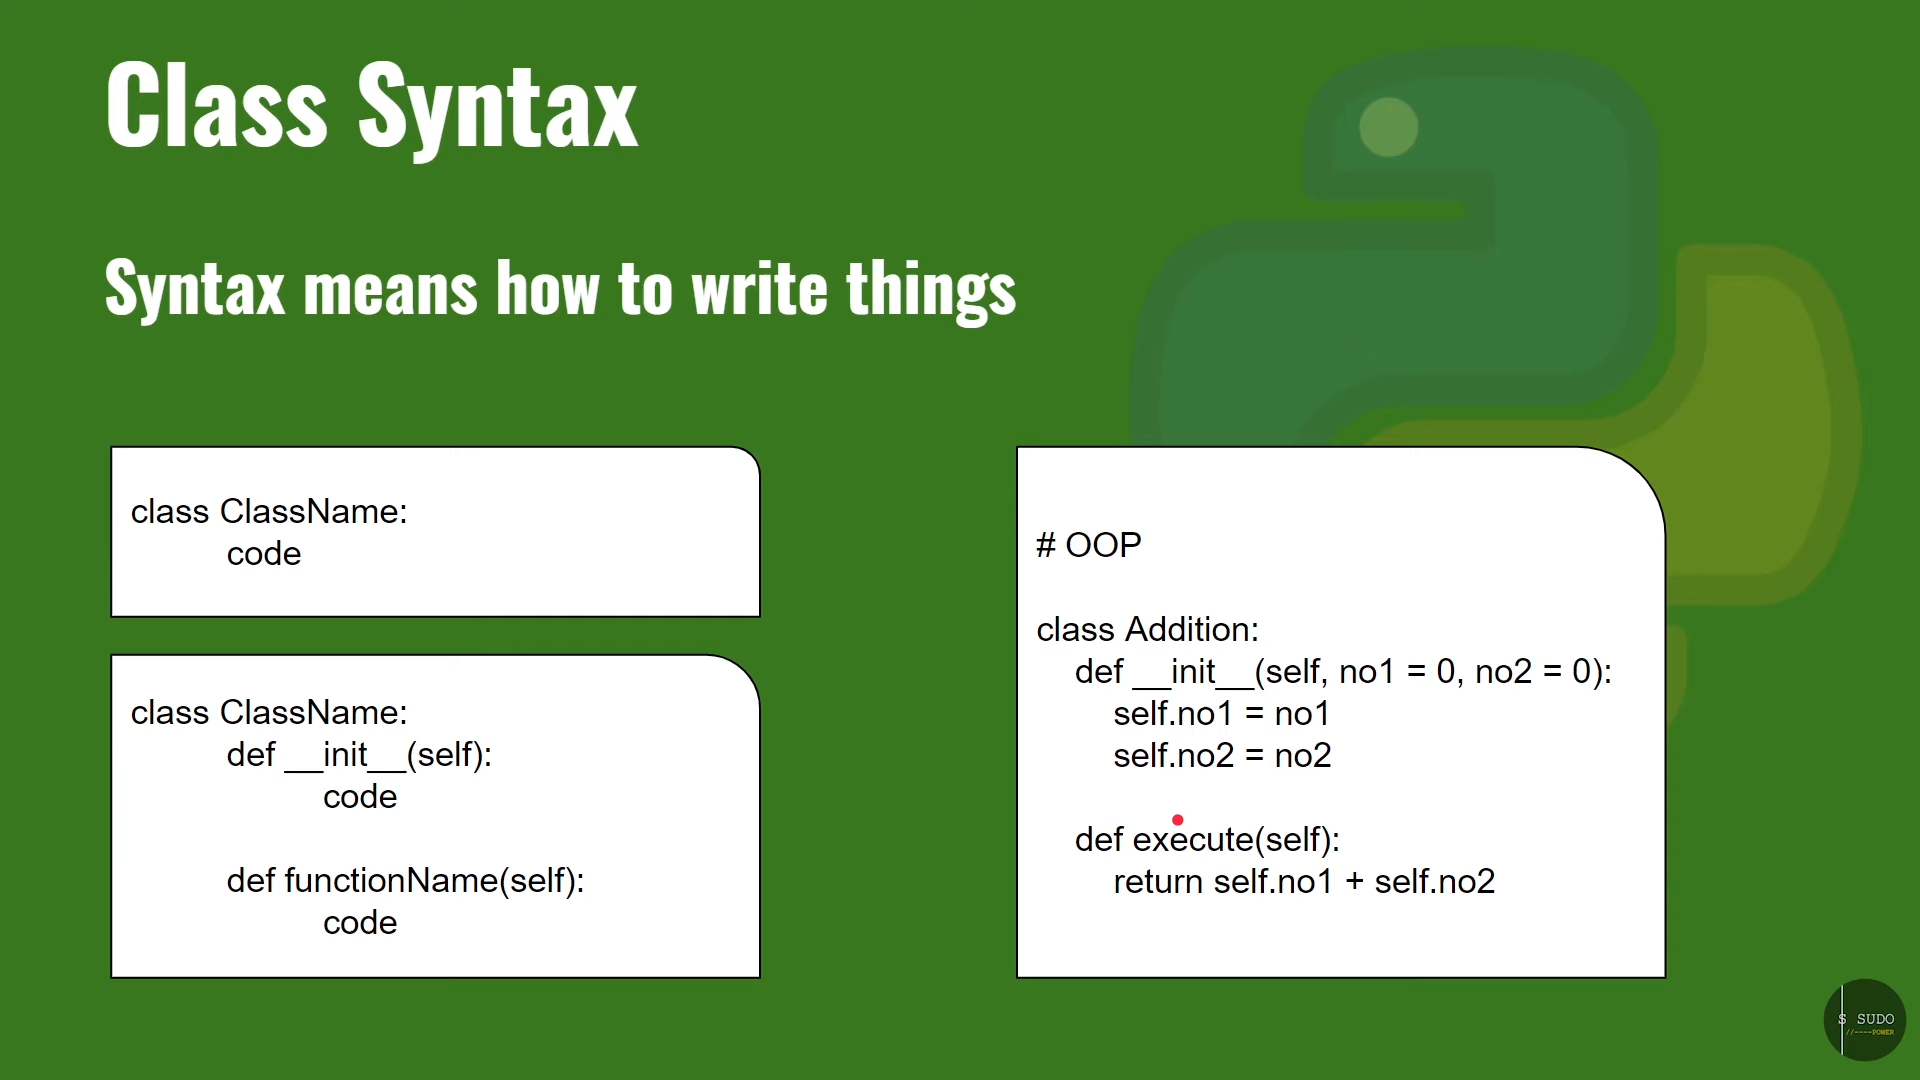 Class Syntax
Syntax means how to write things
class ClassName:
code
class ClassName:
def __init__(self):
code
def functionName(self):
code
# OOP
class Addition:
def __init__(self, no1 = 0, no2 = 0):
self.no1 = no1
self.no2 = no2
def execute(self):
return self.no1 + self.no2
$ SUDO
//----POWER